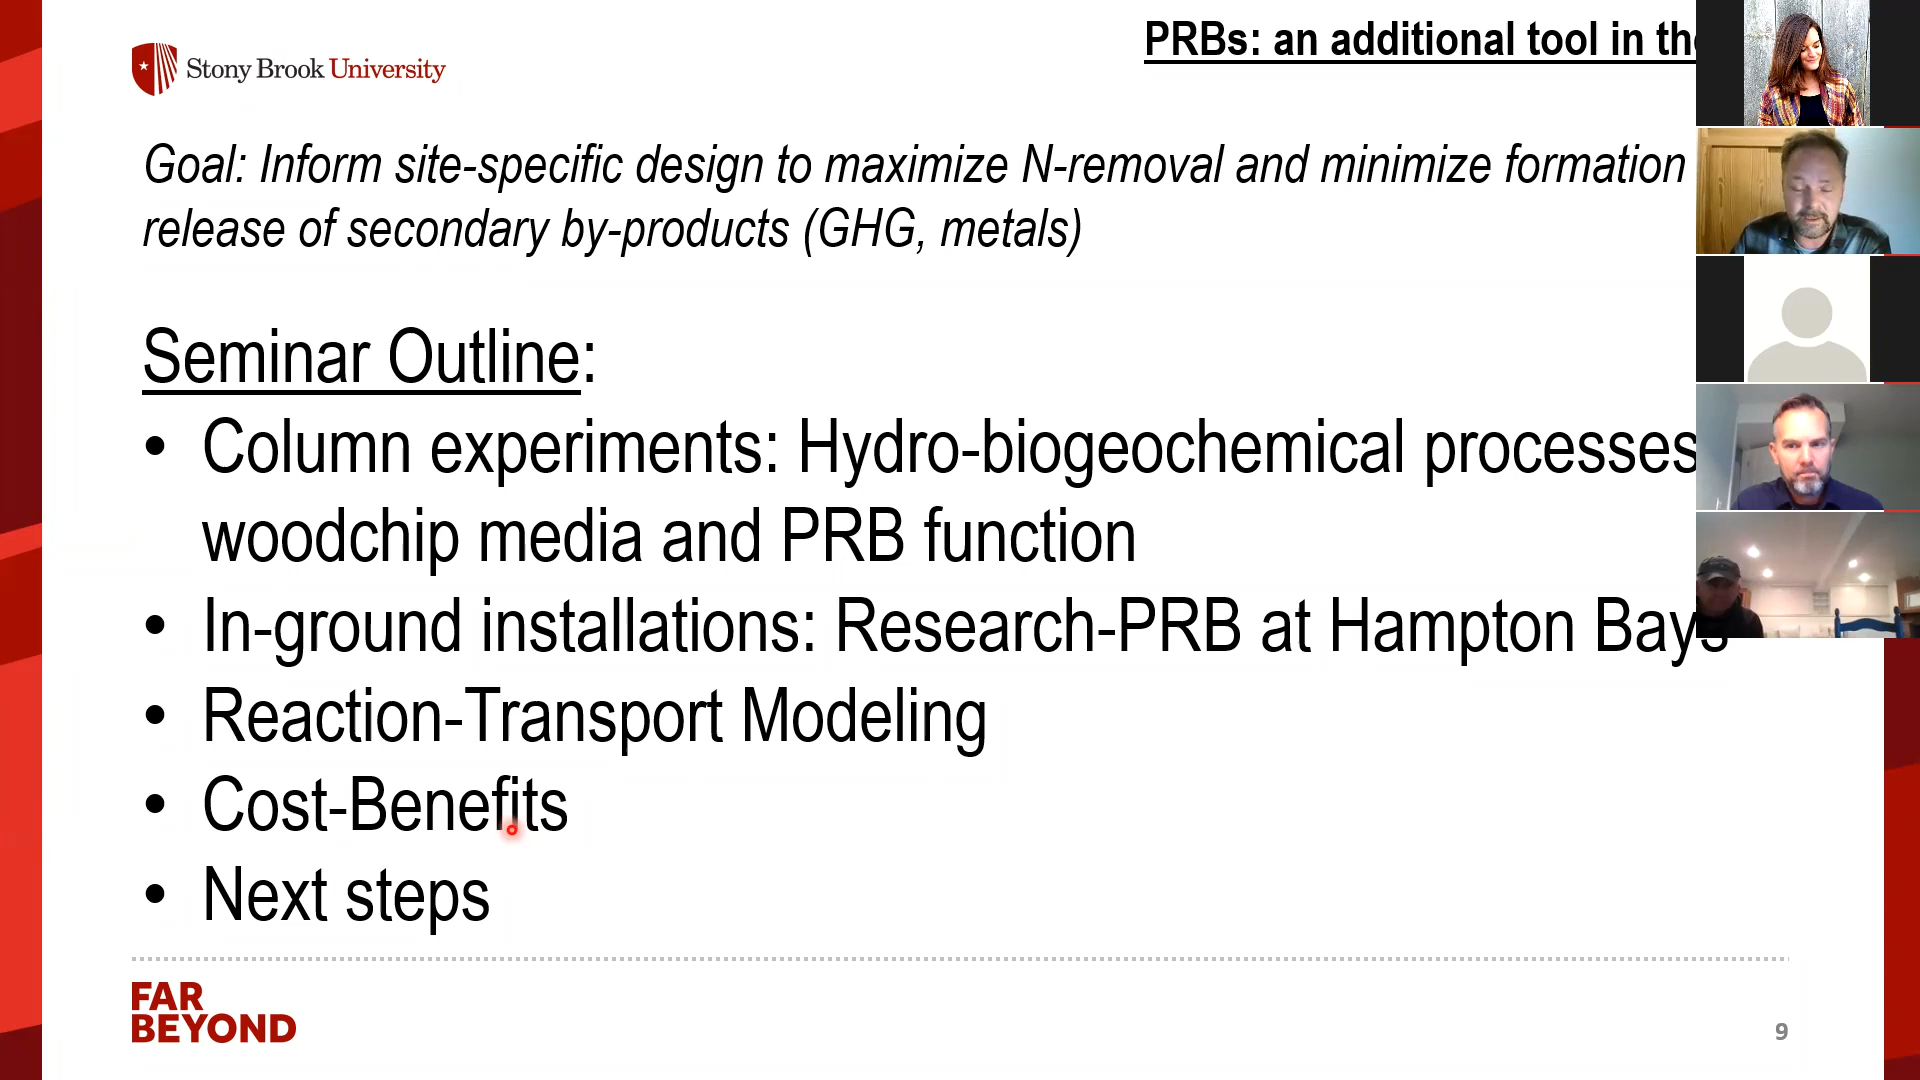 PRBs: an additional tool in the
Stony Brook University
Goal: Inform site-specific design to maximize N-removal and minimize formation
release of secondary by-products (GHG, metals)
Seminar Outline:
• Column experiments: Hydro-biogeochemical processes
woodchip media and PRB function
• In-ground installations: Research-PRB at Hampton Bays
• Reaction-Transport Modeling
• Cost-Benefits
• Next steps
FAR
BEYOND
9